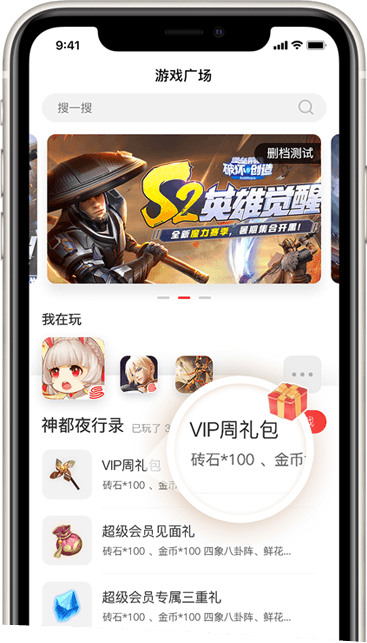 9:41
游戏广场
搜一搜
删档测试
破坏创造
S2英雄觉醒
全新魔力赛季，暑期集合开黑！
我在玩
神都夜行录 已玩了 3
VIP周礼包
砖石*100 、金币*
VIP周礼包
砖石*100 、金
超级会员见面礼
砖石*100 、金币*100 四象八卦阵、鲜花...
超级会员专属三重礼
砖石*100 、金币*100 四象八卦阵、鲜花...